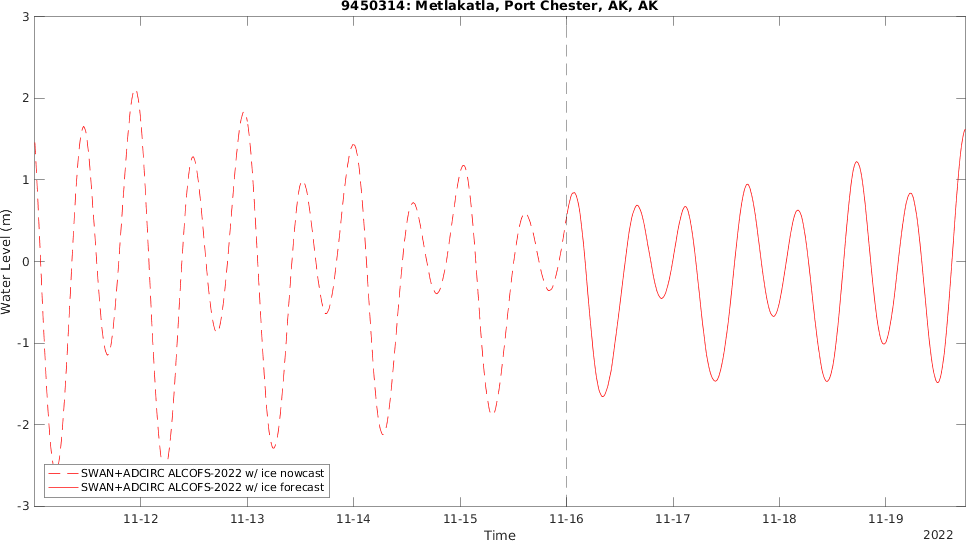 9450314: Metlakatla, Port Chester, AK, AK
3
2
1
0
-1
-2
-3
Water Level (m)
SWAN+ADCIRC ALCOFS-2022 w/ ice nowcast
SWAN+ADCIRC ALCOFS-2022 w/ ice forecast
11-12 11-13 11-14 11-15 11-16 11-17 11-18 11-19
Time
2022